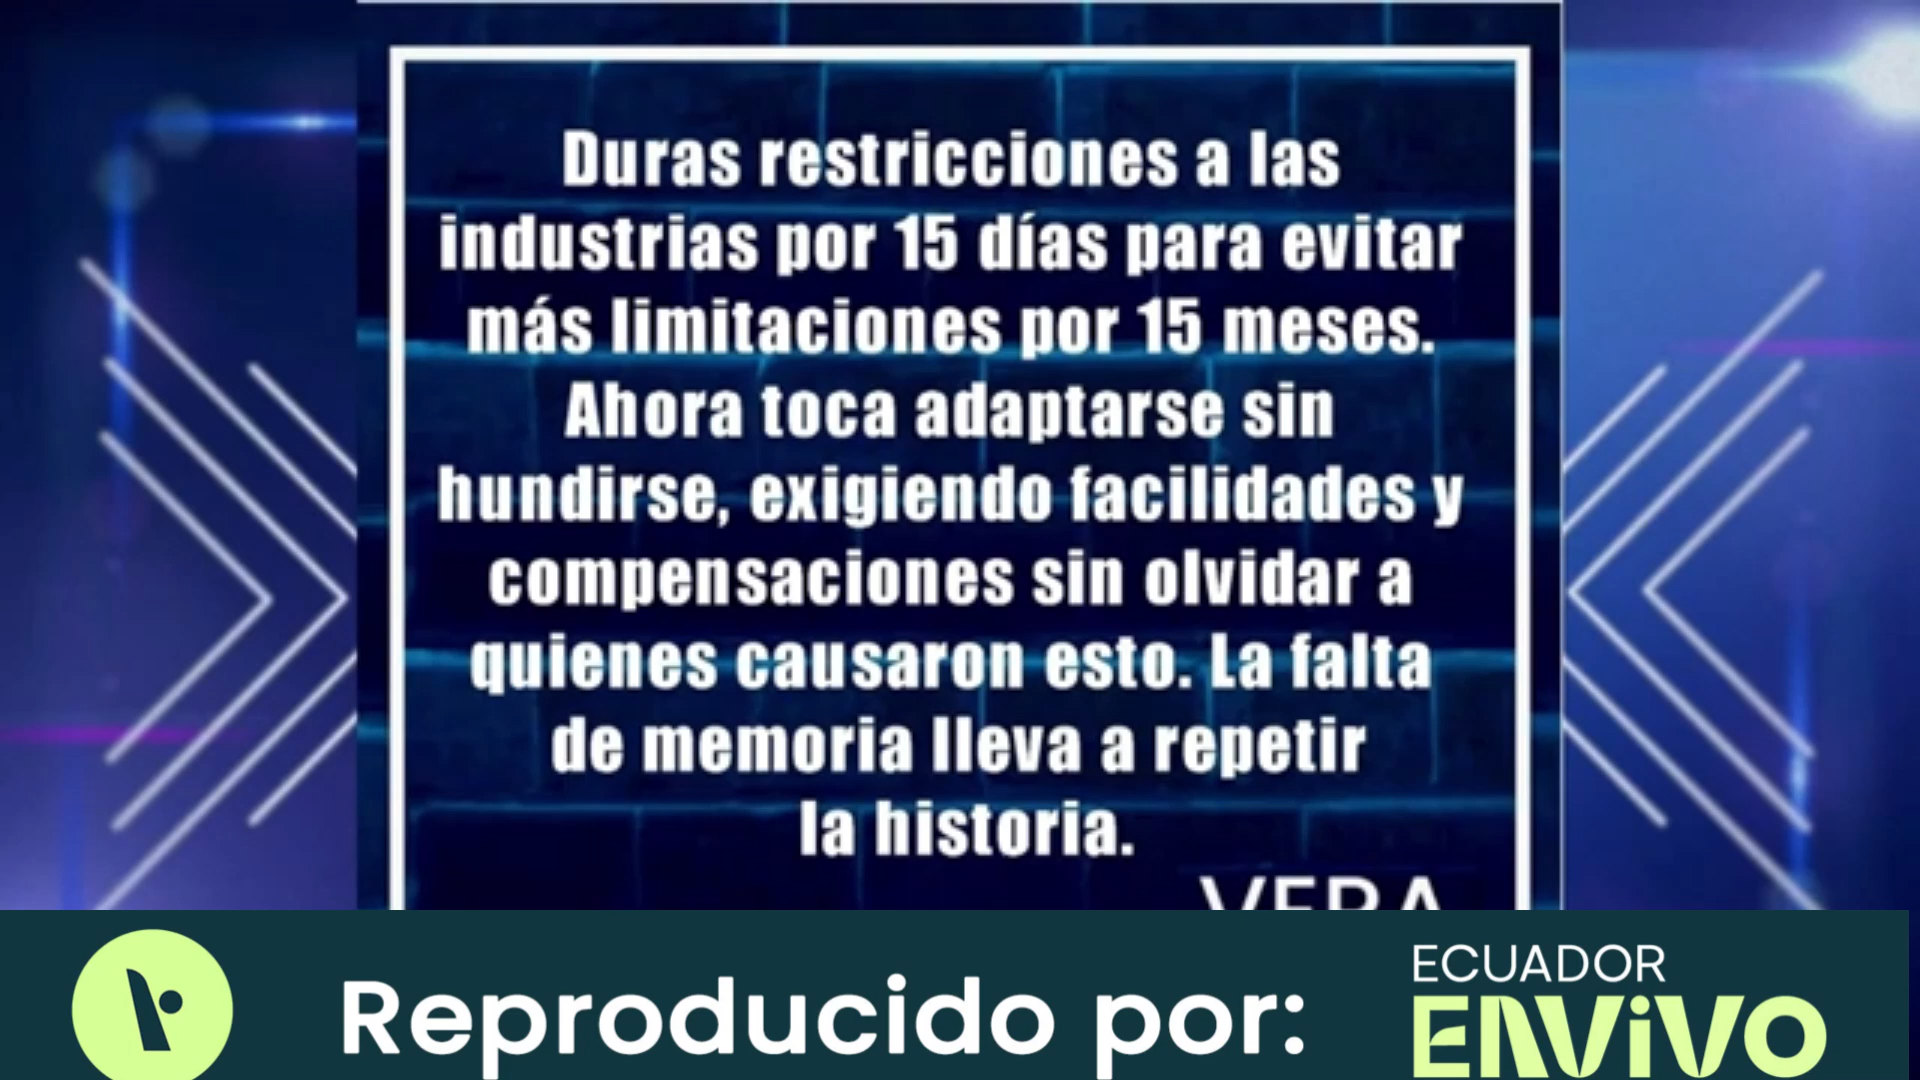 Duras restricciones a las
industrias por 15 días para evitar
más limitaciones por 15 meses.
Ahora toca adaptarse sin
hundirse, exigiendo facilidades y
compensaciones sin olvidar a
quienes causaron esto. La falta
de memoria lleva a repetir
la historia.
VERA
Reproducido por:
ECUADOR
ENViVO